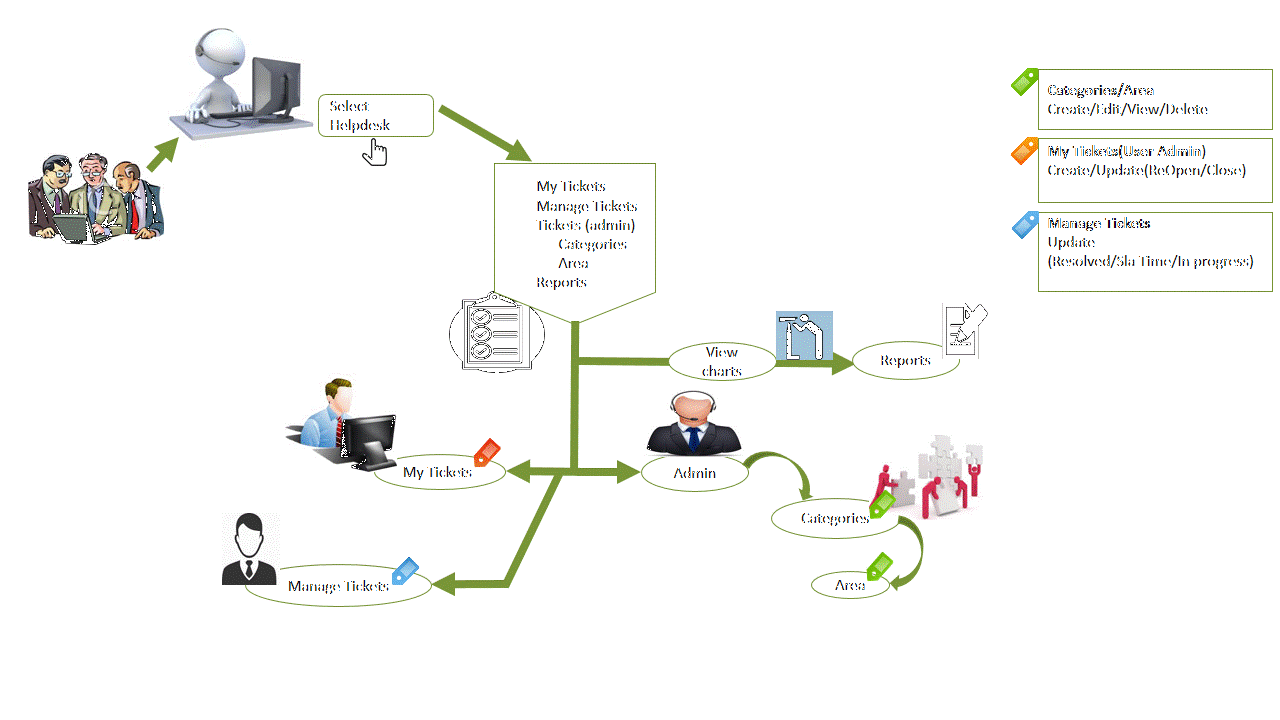 Select
Helpdesk
My Tickets
Manage Tickets
Tickets (admin)
Categories
Area
Reports
Categories/Area
Create/Edit/View/Delete
My Tickets(User Admin)
Create/Update(ReOpen/Close)
Manage Tickets
Update
(Resolved/Sla Time/In progress)
View
charts
Reports
My Tickets
Admin
Categories
Manage Tickets
Area